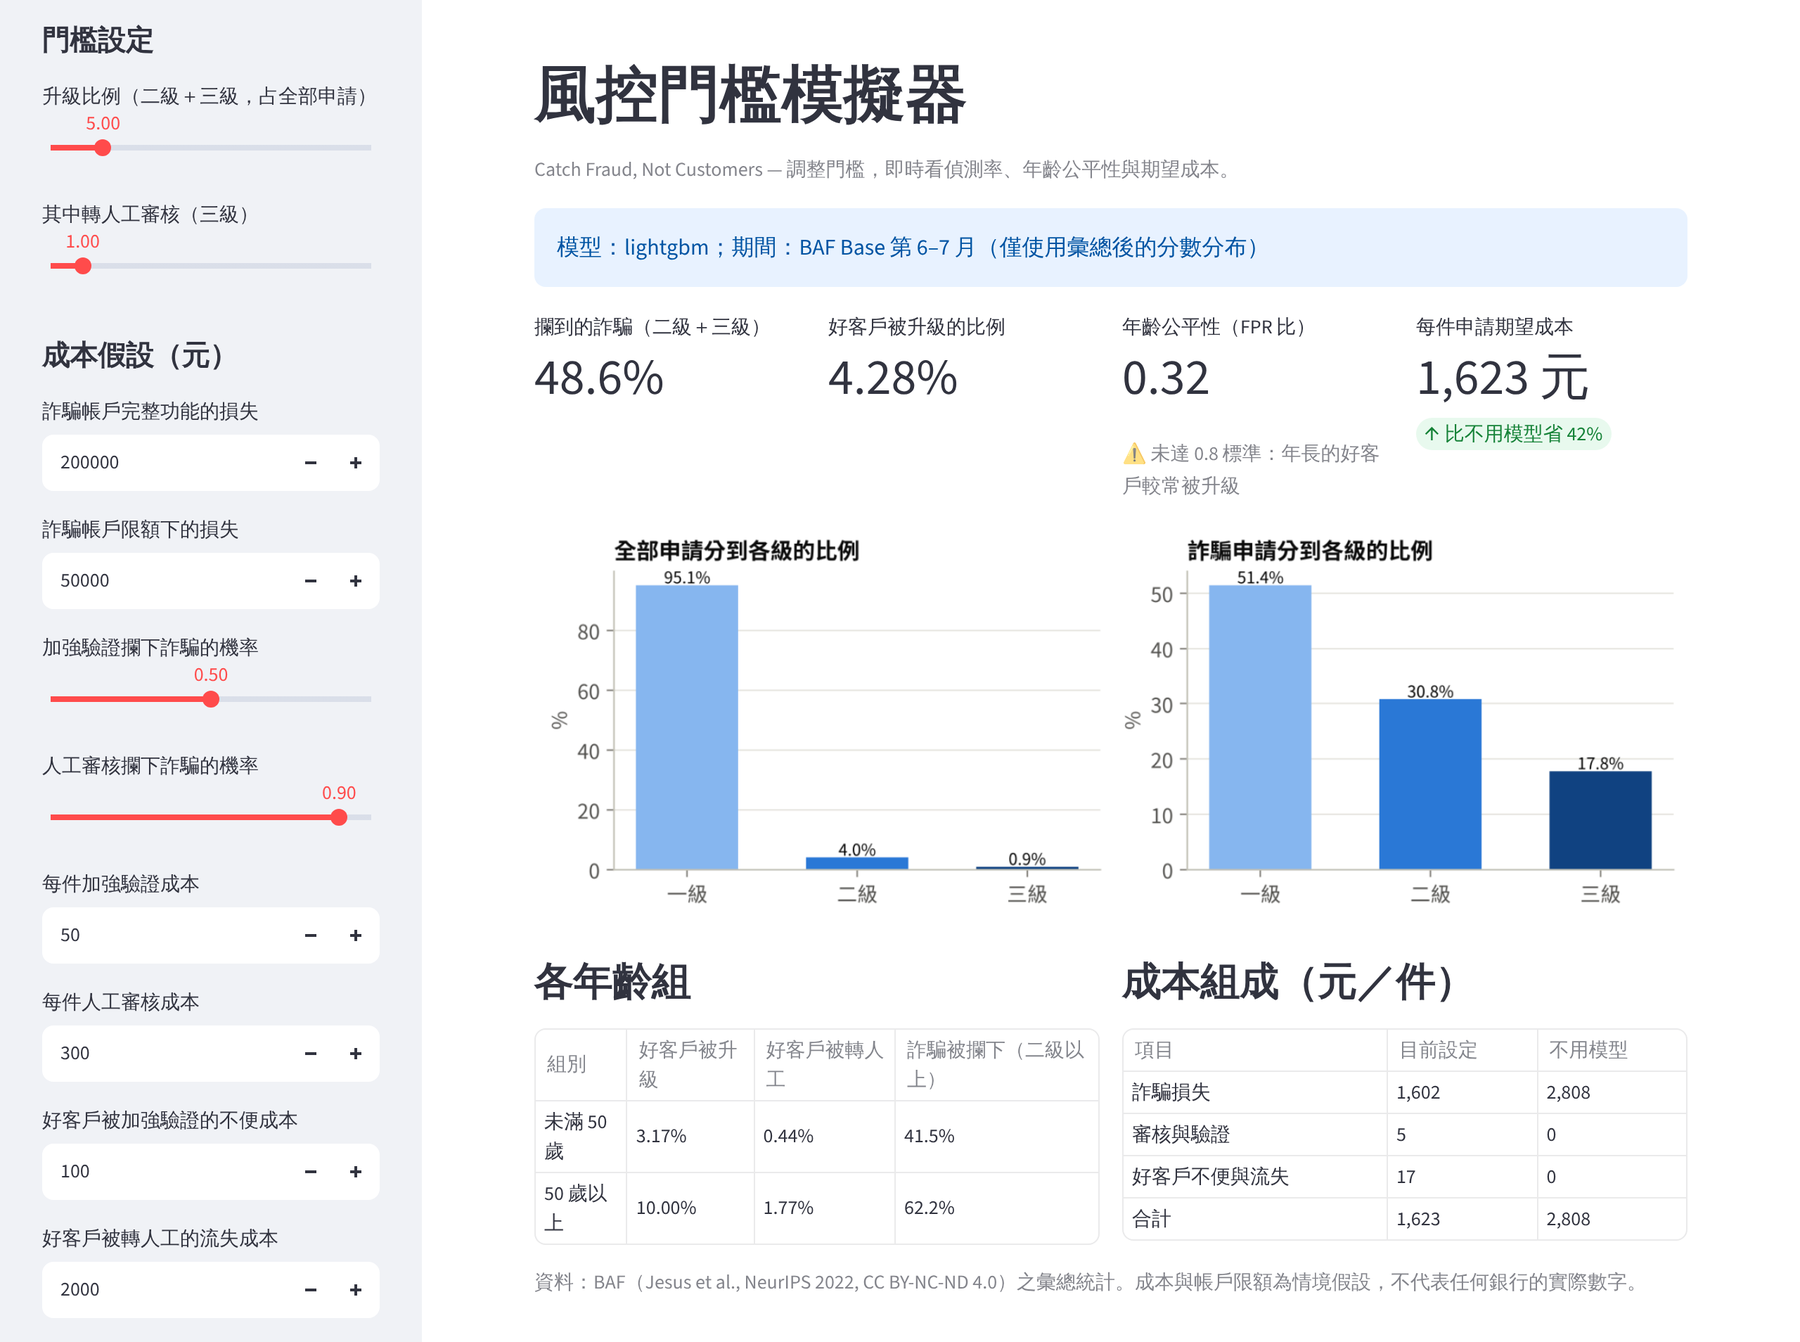 門檻設定
升級比例（二級＋三級，占全部申請）
5.00
其中轉人工審核（三級）
1.00
成本假設（元）
詐騙帳戶完整功能的損失
200000
詐騙帳戶限額下的損失
50000
加強驗證攔下詐騙的機率
0.50
人工審核攔下詐騙的機率
0.90
每件加強驗證成本
50
每件人工審核成本
300
好客戶被加強驗證的不便成本
100
好客戶被轉人工的流失成本
2000
風控門檻模擬器
Catch Fraud, Not Customers — 調整門檻，即時看偵測率、年齡公平性與期望成本。
模型：lightgbm；期間：BAF Base 第 6–7 月（僅使用彙總後的分數分布）
攔到的詐騙（二級＋三級）
48.6%
好客戶被升級的比例
4.28%
年齡公平性（FPR 比）
0.32
⚠️ 未達 0.8 標準：年長的好客
戶較常被升級
每件申請期望成本
1,623 元
↑ 比不用模型省 42%
全部申請分到各級的比例
95.1%
4.0%
0.9%
80
60
40
20
0
%
一級 二級 三級
詐騙申請分到各級的比例
51.4%
30.8%
17.8%
50
40
30
20
10
0
%
一級 二級 三級
各年齡組
組別 好客戶被升級 好客戶被轉人工 詐騙被攔下（二級以上）
未滿 50 歲 3.17% 0.44% 41.5%
50 歲以上 10.00% 1.77% 62.2%
成本組成（元／件）
項目 目前設定 不用模型
詐騙損失 1,602 2,808
審核與驗證 5 0
好客戶不便與流失 17 0
合計 1,623 2,808
資料：BAF（Jesus et al., NeurIPS 2022, CC BY-NC-ND 4.0）之彙總統計。成本與帳戶限額為情境假設，不代表任何銀行的實際數字。